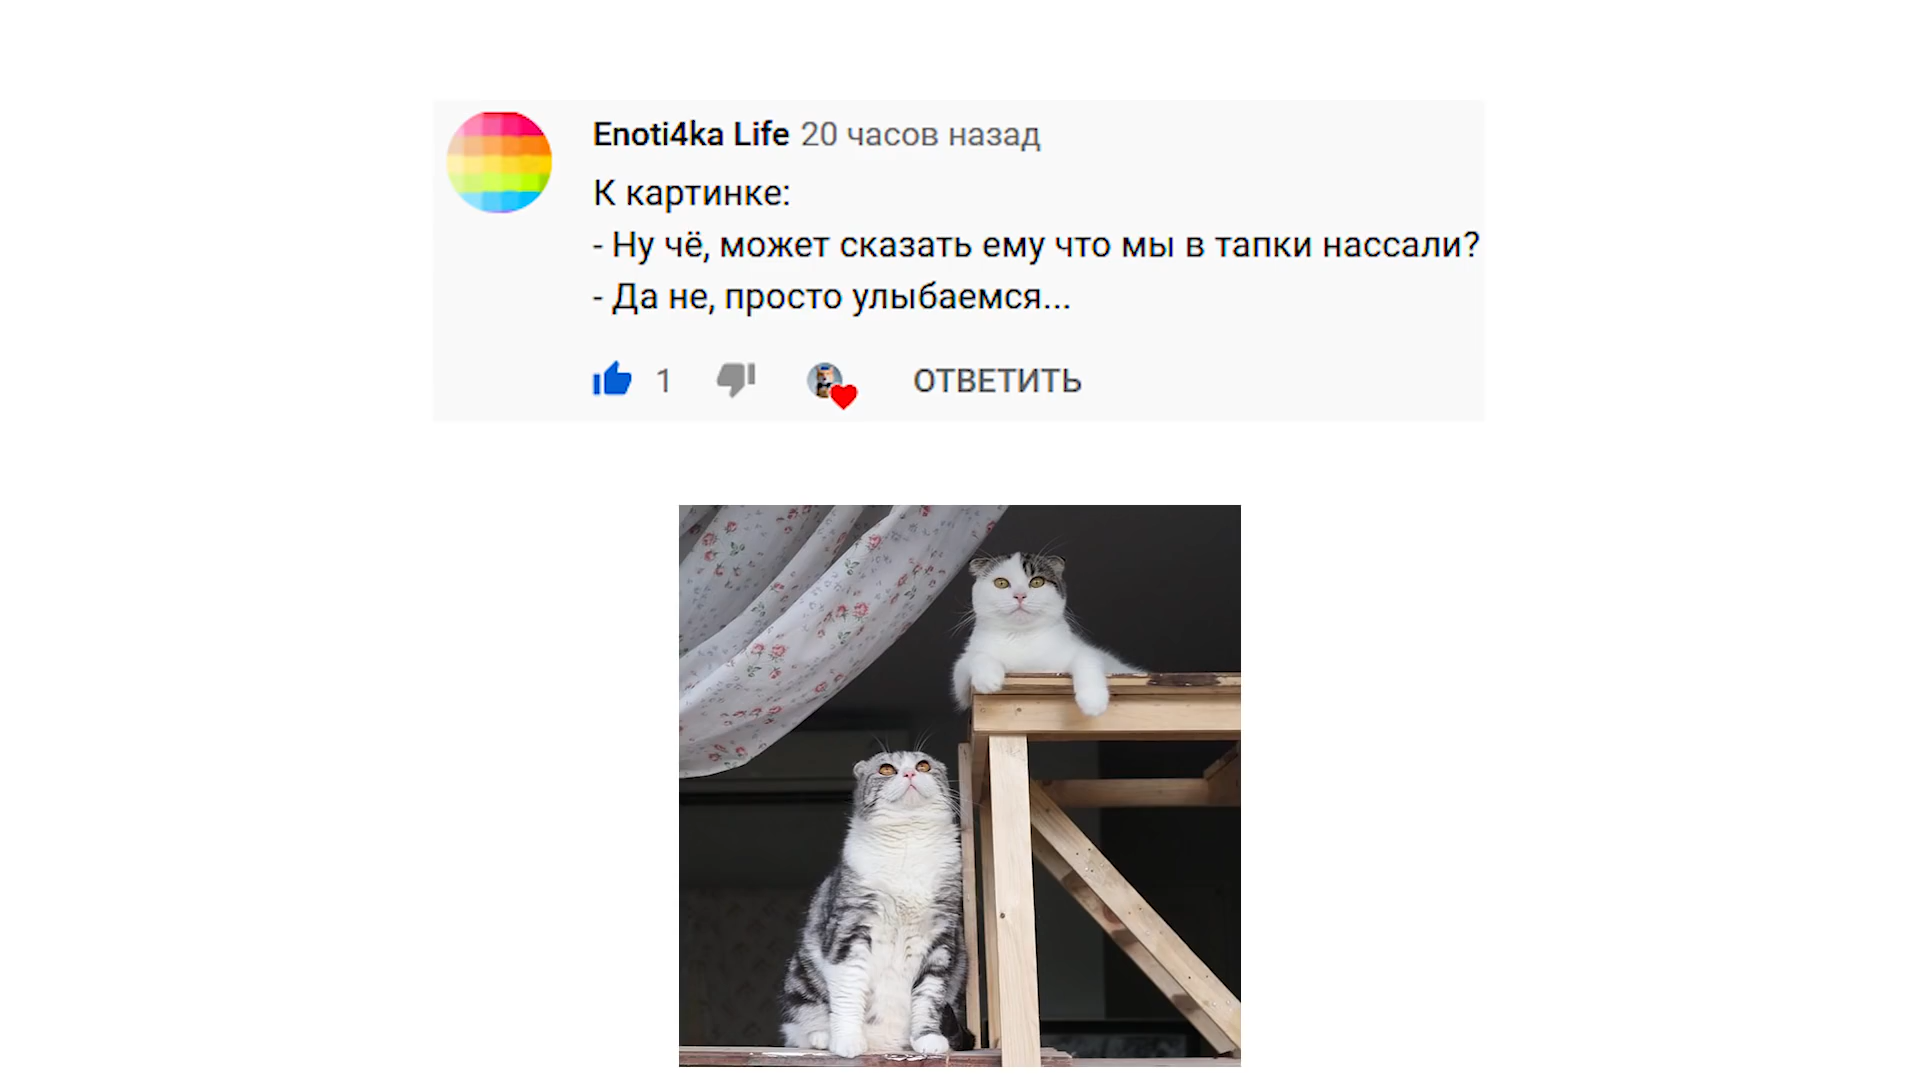 Enoti4ka Life 20 часов назад
К картинке:
- Ну чё, может сказать ему что мы в тапки нассали?
- Да не, просто улыбаемся...
1 ОТВЕТИТЬ